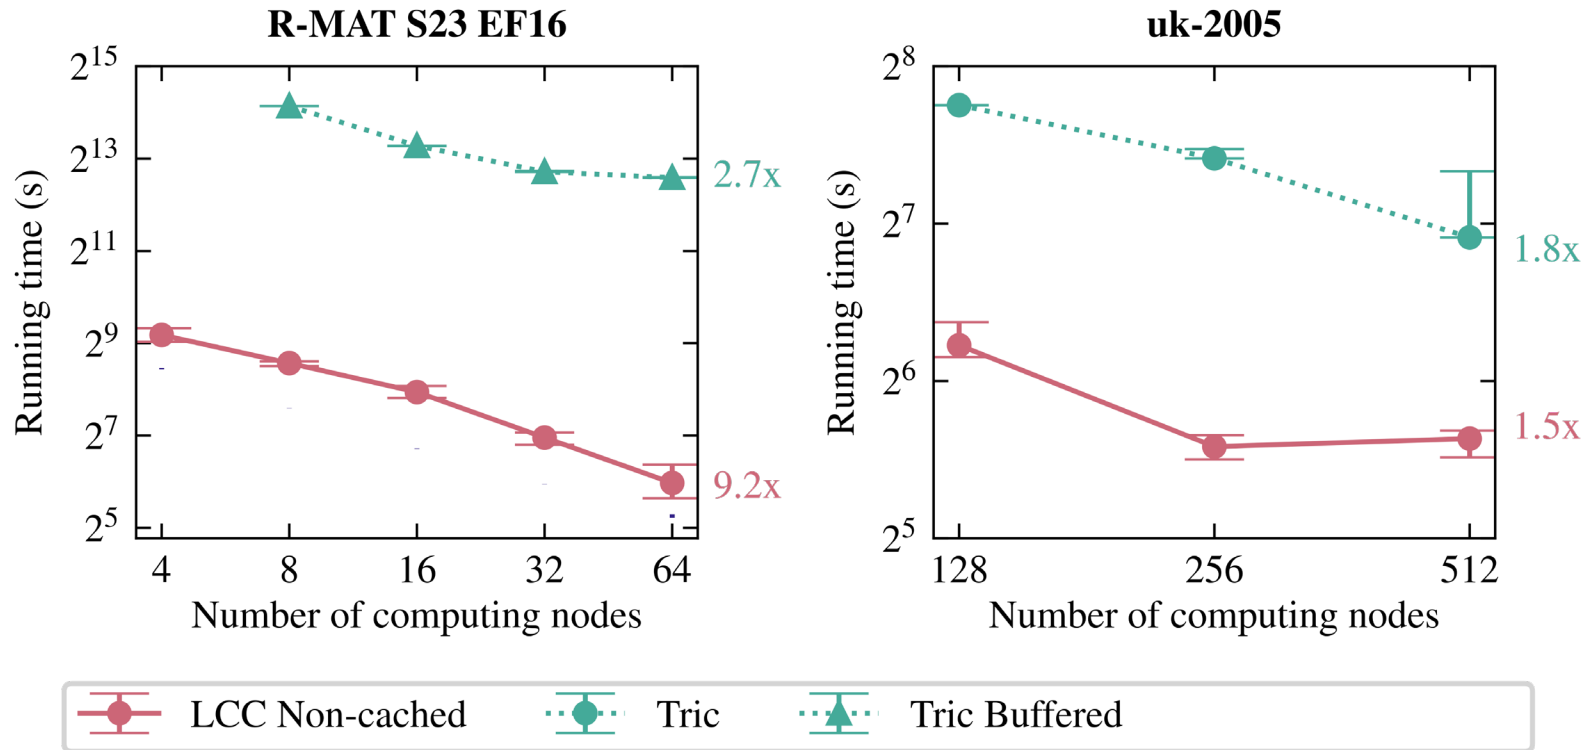 R-MAT S23 EF16
Running time (s)
2^15
2^13
2^11
2^9
2^7
2^5
2.7x
9.2x
4 8 16 32 64
Number of computing nodes
uk-2005
Running time (s)
2^8
2^7
2^6
2^5
1.8x
1.5x
128 256 512
Number of computing nodes
LCC Non-cached Tric Tric Buffered